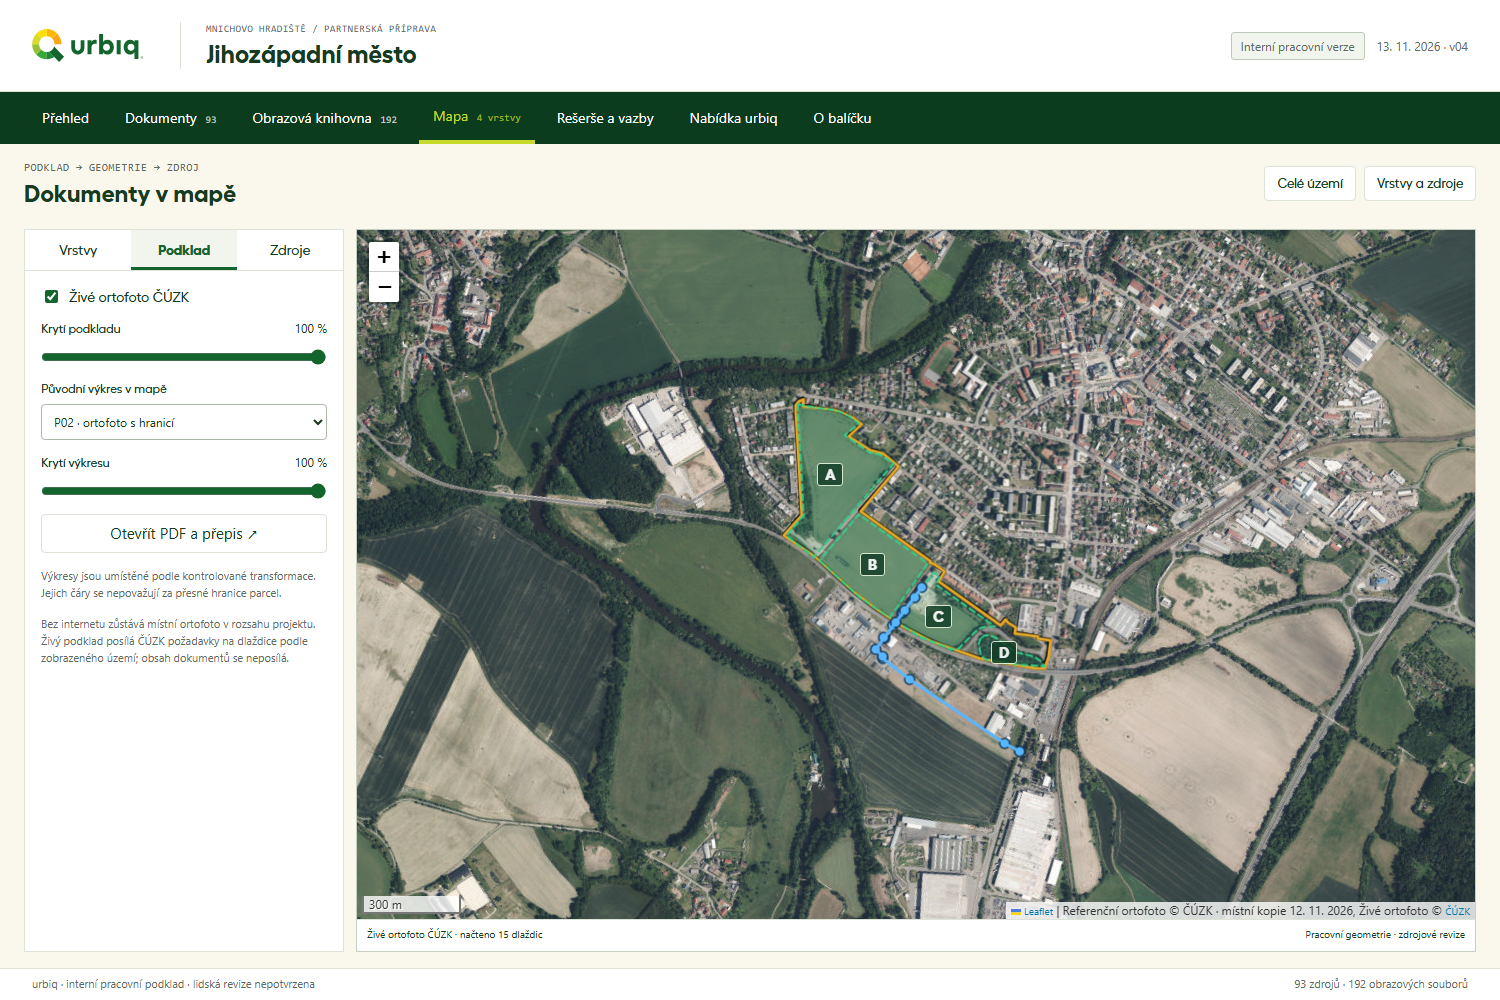 urbiq
MNICHOVO HRADIŠTĚ / PARTNERSKÁ PŘÍPRAVA
Jihozápadní město
Interní pracovní verze
13. 11. 2026 · v04
Přehled
Dokumenty 93
Obrazová knihovna 192
Mapa 4 vrstvy
Rešerše a vazby
Nabídka urbiq
O balíčku
PODKLAD → GEOMETRIE → ZDROJ
Dokumenty v mapě
Celé území
Vrstvy a zdroje
Vrstvy
Podklad
Zdroje
Živé ortofoto ČÚZK
Krytí podkladu 100 %
Původní výkres v mapě
P02 · ortofoto s hranicí
Krytí výkresu 100 %
Otevřít PDF a přepis ↗
Výkresy jsou umístěné podle kontrolované transformace.
Jejich čáry se nepovažují za přesné hranice parcel.
Bez internetu zůstává místní ortofoto v rozsahu projektu.
Živý podklad posílá ČÚZK požadavky na dlaždice podle
zobrazeného území; obsah dokumentů se neposílá.
+
−
A
B
C
D
300 m
Leaflet | Referenční ortofoto © ČÚZK · místní kopie 12. 11. 2026, Živé ortofoto © ČÚZK
Živé ortofoto ČÚZK · načteno 15 dlaždic
Pracovní geometrie · zdrojové revize
urbiq · interní pracovní podklad · lidská revize nepotvrzena
93 zdrojů · 192 obrazových souborů